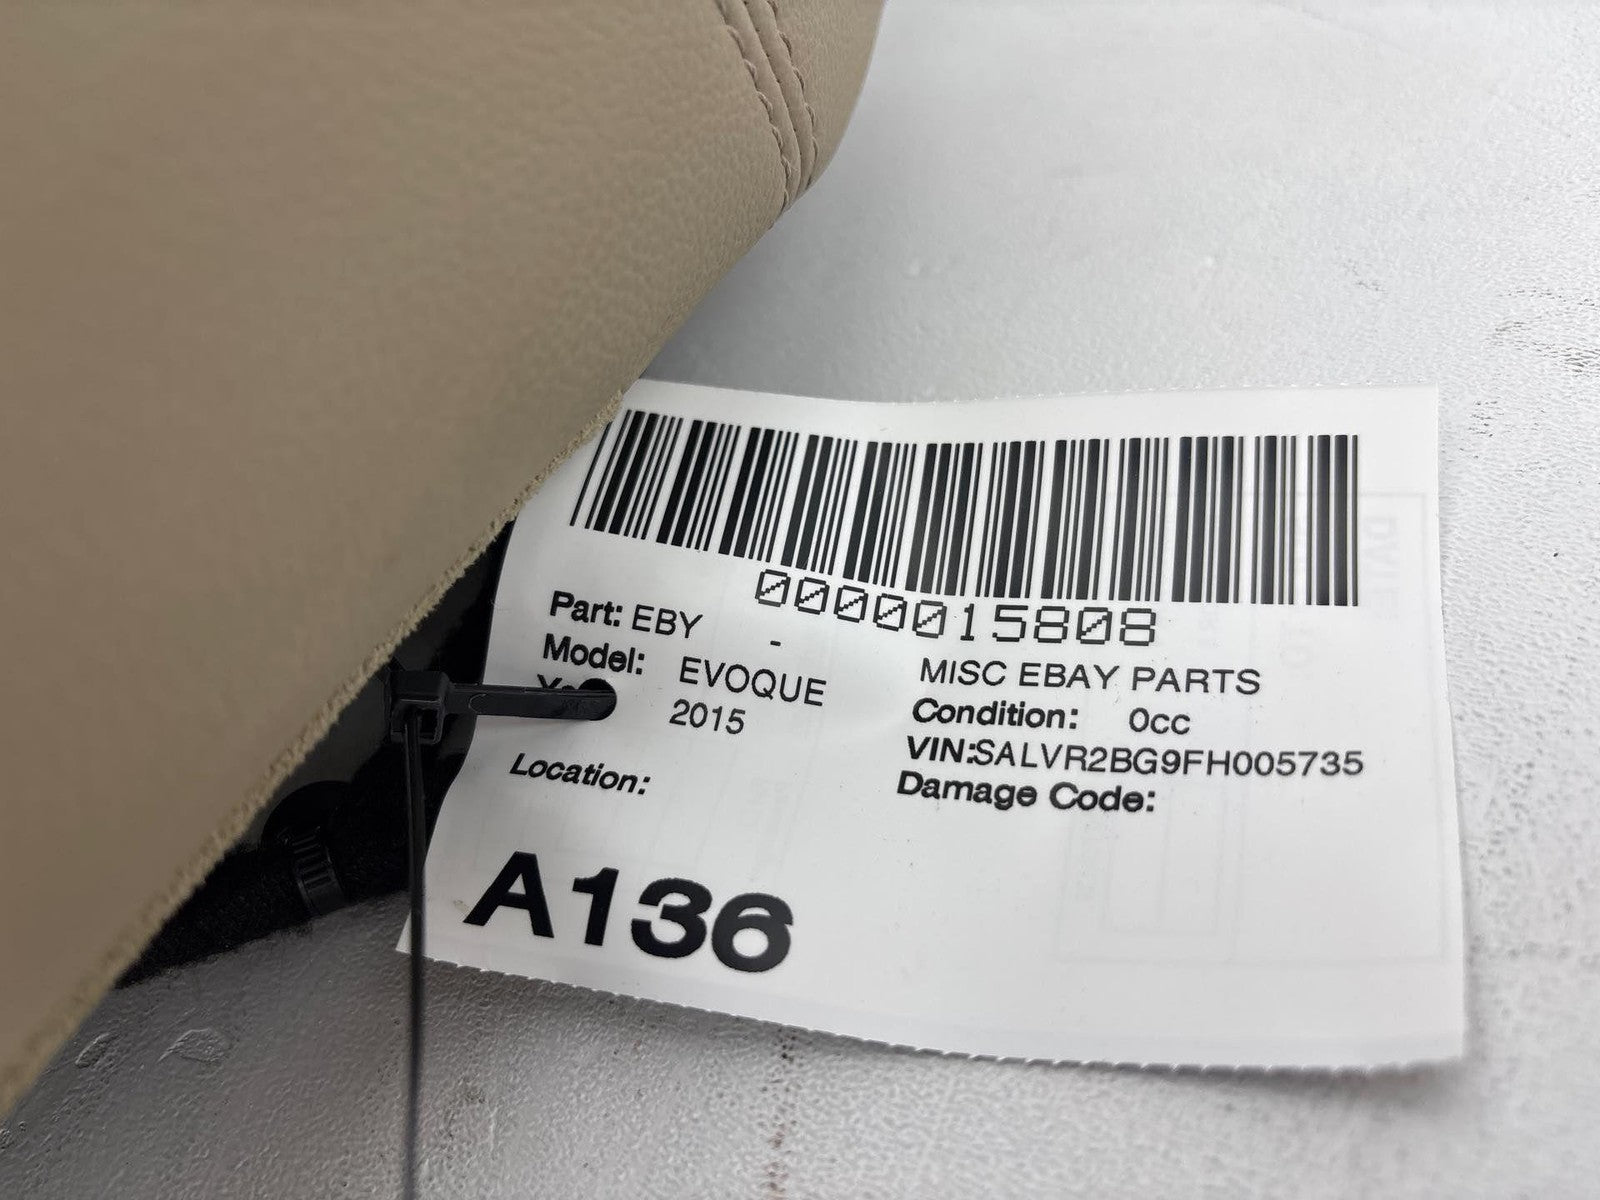 0000015808
Part: EBY - MISC EBAY PARTS
Model: EVOQUE Condition: 0cc
2015 VIN:SALVR2BG9FH005735
Location: Damage Code:
A136